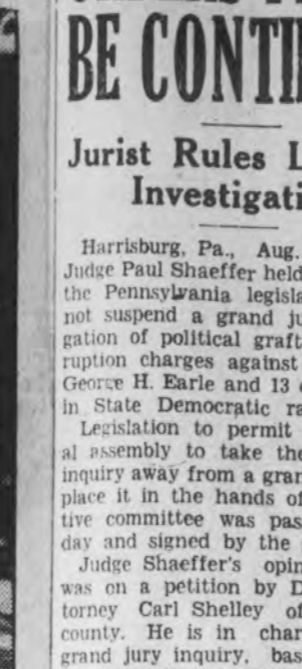 BE CONTI
Jurist Rules L
Investigati
Harrisburg, Pa., Aug.
Judge Paul Shaeffer held
the Pennsylvania legisla
not suspend a grand ju
gation of political graft
ruption charges against
George H. Earle and 13
in State Democratic ra
Legislation to permit
al assembly to take the
inquiry away from a gran
place it in the hands of
tive committee was pas
day and signed by the
Judge Shaeffer's opin
was on a petition by D
torney Carl Shelley of
county. He is in char
grand jury inquiry, bas